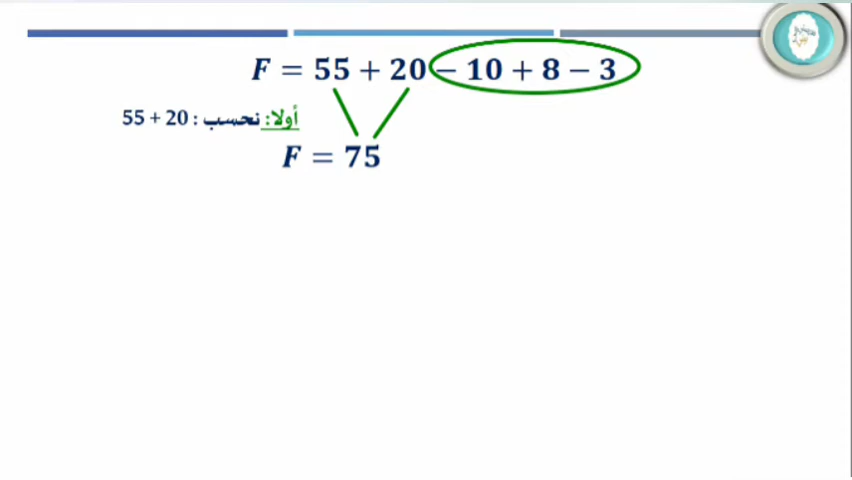 F = 55 + 20 − 10 + 8 − 3
أولا: نحسب : 20 + 55
F = 75